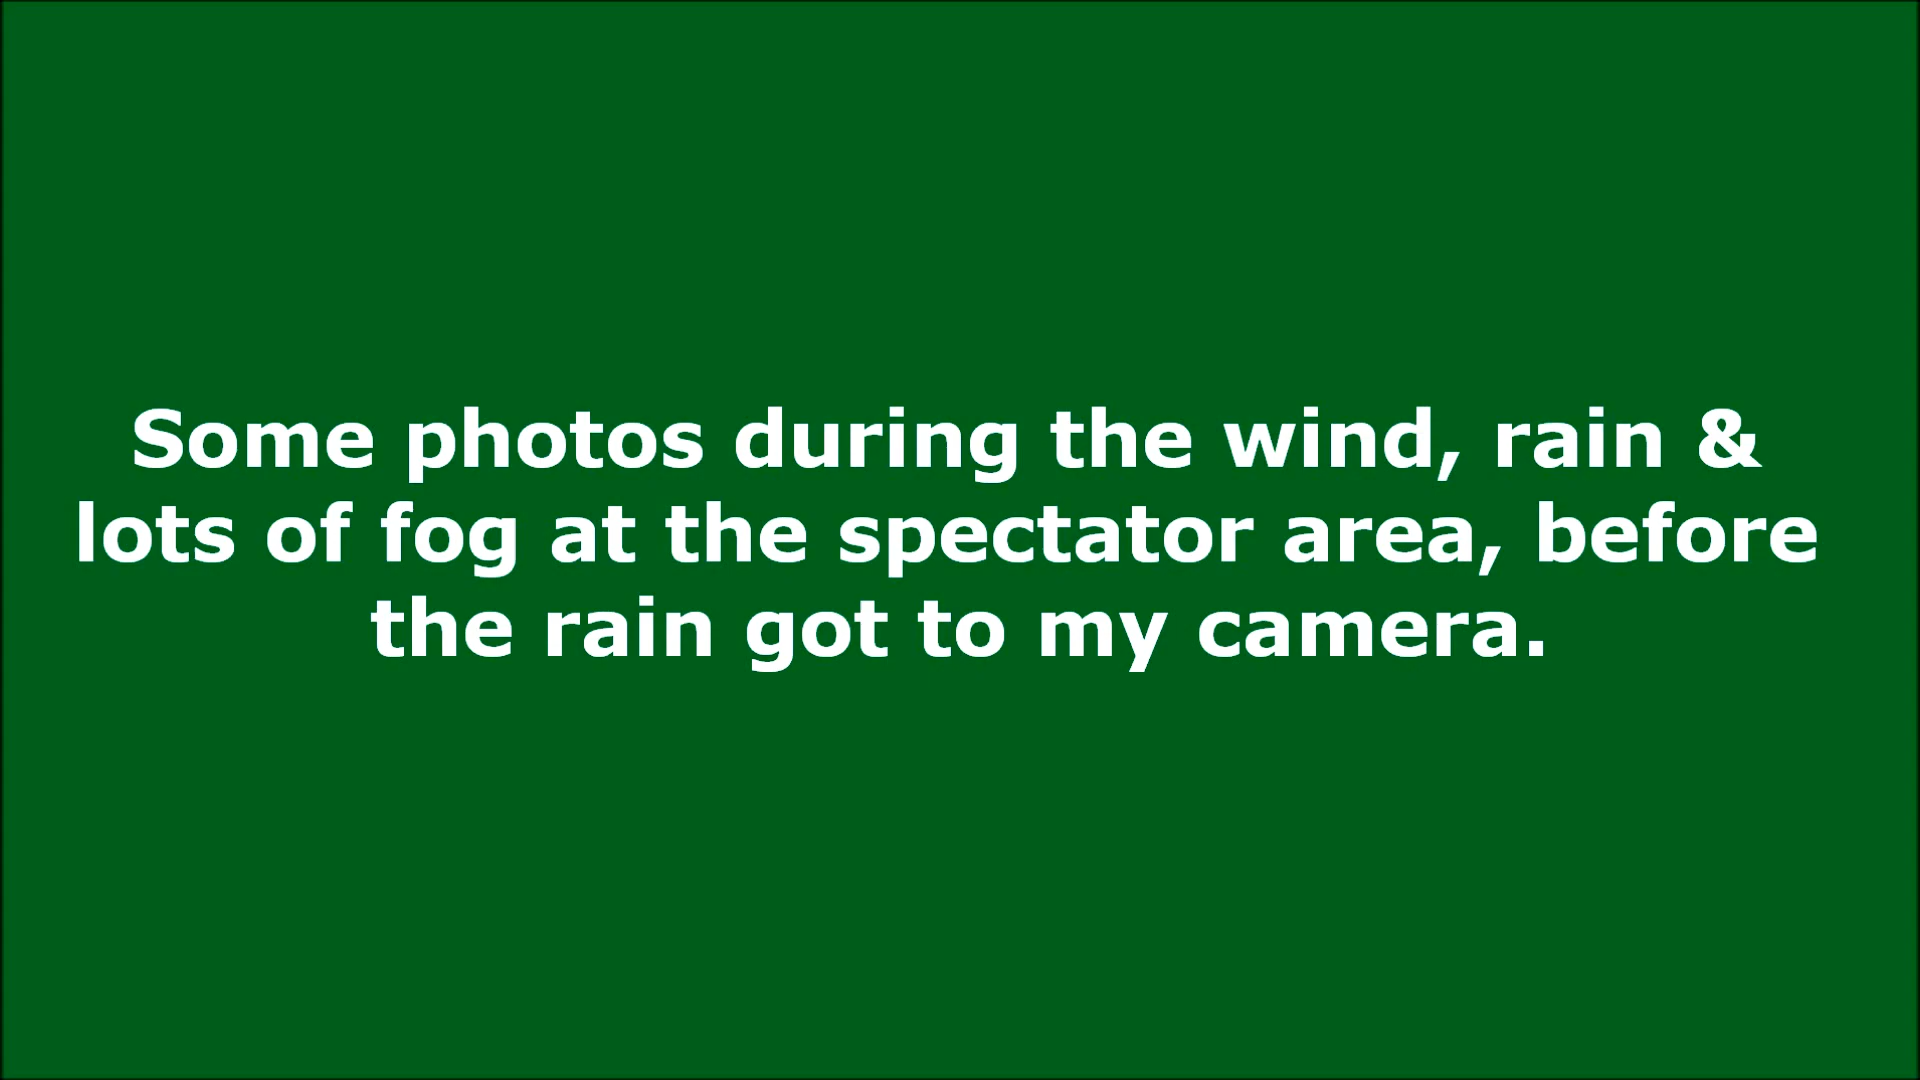 Some photos during the wind, rain &
lots of fog at the spectator area, before
the rain got to my camera.